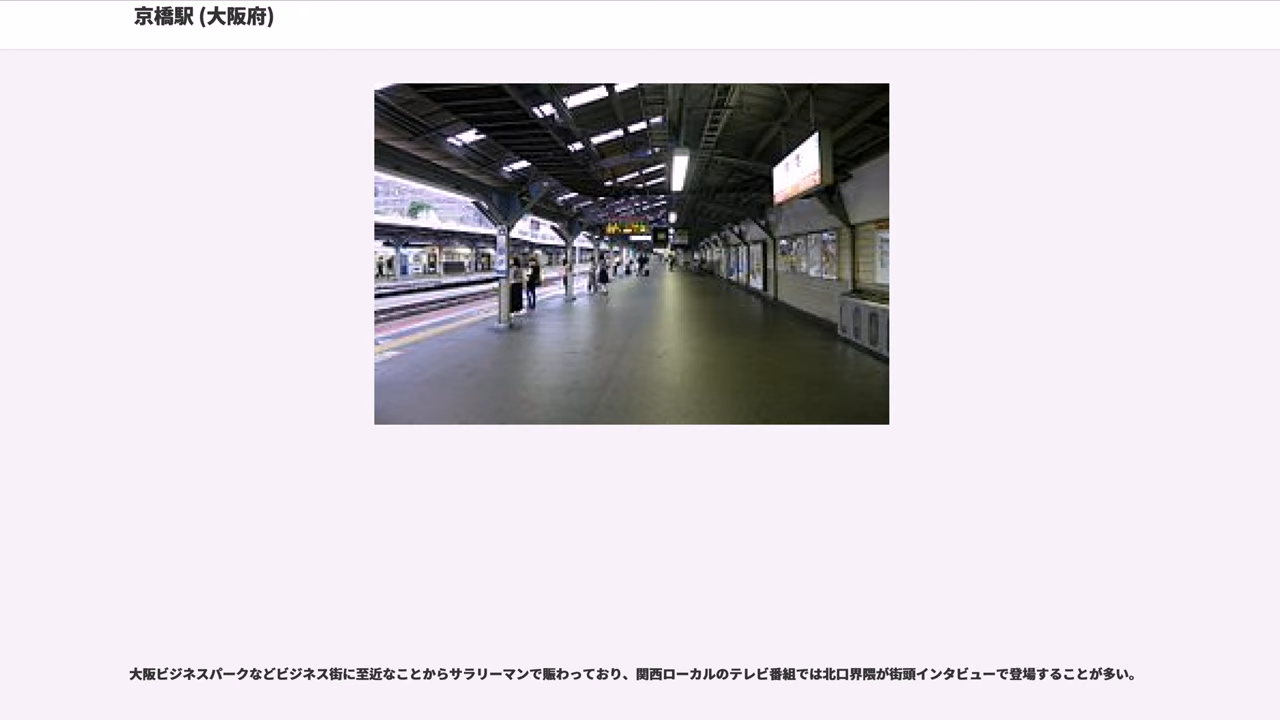 京橋駅 (大阪府)
大阪ビジネスパークなどビジネス街に至近なことからサラリーマンで賑わっており、関西ローカルのテレビ番組では北口界隈が街頭インタビューで登場することが多い。